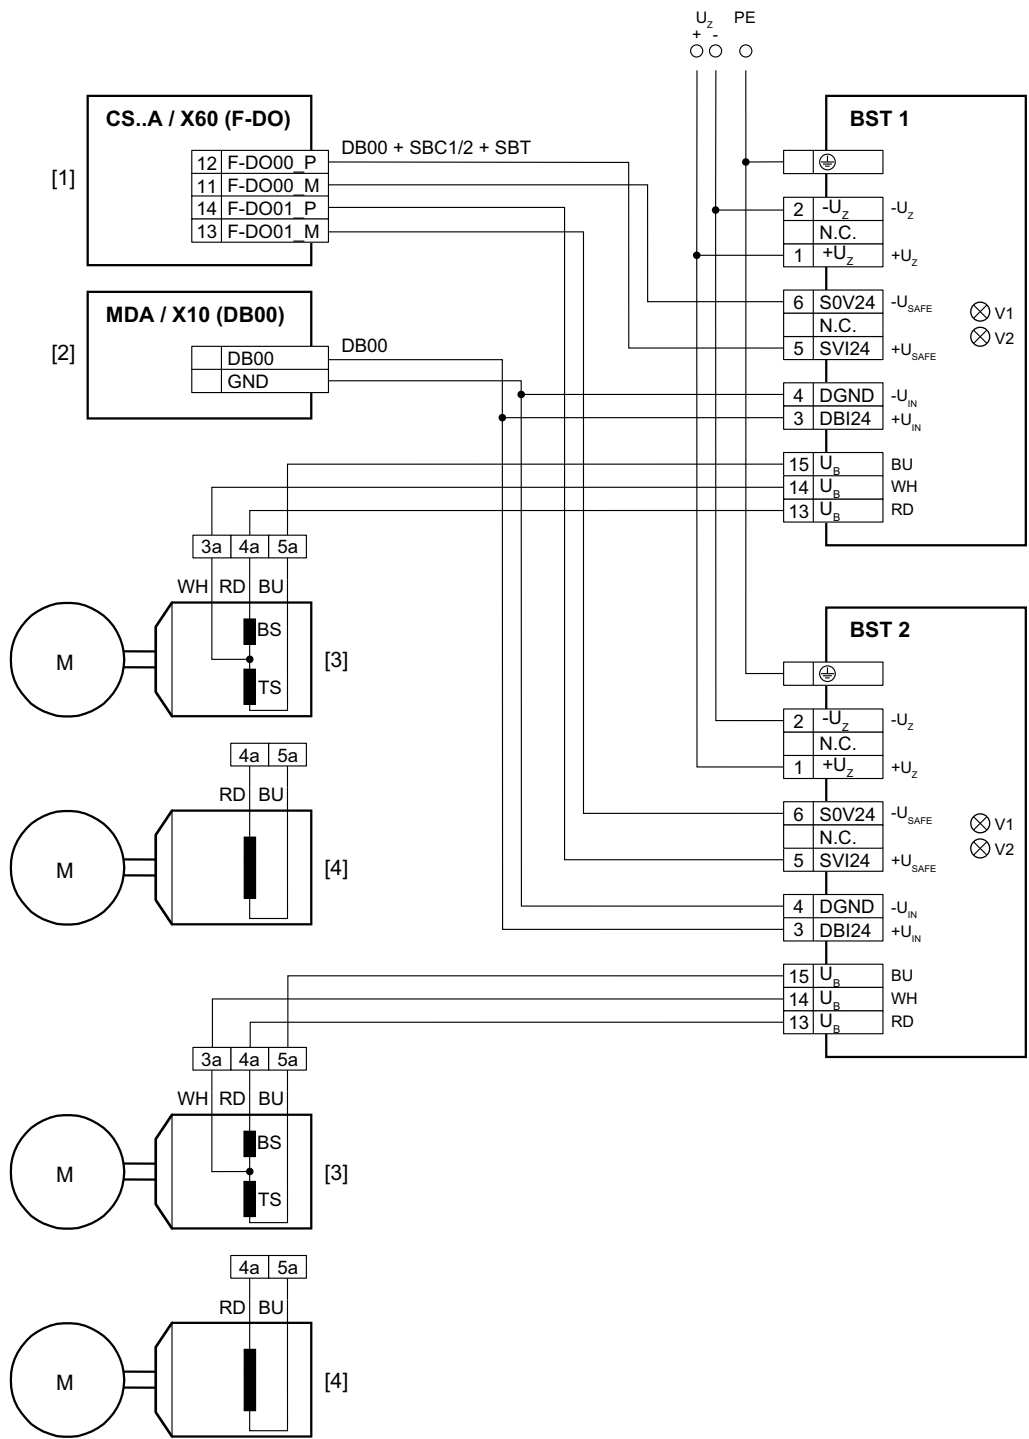 U_Z PE
+ -
CS..A / X60 (F-DO)
[1]
DB00 + SBC1/2 + SBT
12 F-DO00_P
11 F-DO00_M
14 F-DO01_P
13 F-DO01_M
MDA / X10 (DB00)
[2]
DB00
DB00
GND
BST 1
2 -U_Z -U_Z
N.C.
1 +U_Z +U_Z
6 S0V24 -U_SAFE
N.C.
5 SVI24 +U_SAFE
V1
V2
4 DGND -U_IN
3 DBI24 +U_IN
15 U_B BU
14 U_B WH
13 U_B RD
3a 4a 5a
WH RD BU
BS
M
TS
[3]
4a 5a
RD BU
M
[4]
BST 2
2 -U_Z -U_Z
N.C.
1 +U_Z +U_Z
6 S0V24 -U_SAFE
N.C.
5 SVI24 +U_SAFE
V1
V2
4 DGND -U_IN
3 DBI24 +U_IN
15 U_B BU
14 U_B WH
13 U_B RD
3a 4a 5a
WH RD BU
BS
M
TS
[3]
4a 5a
RD BU
M
[4]